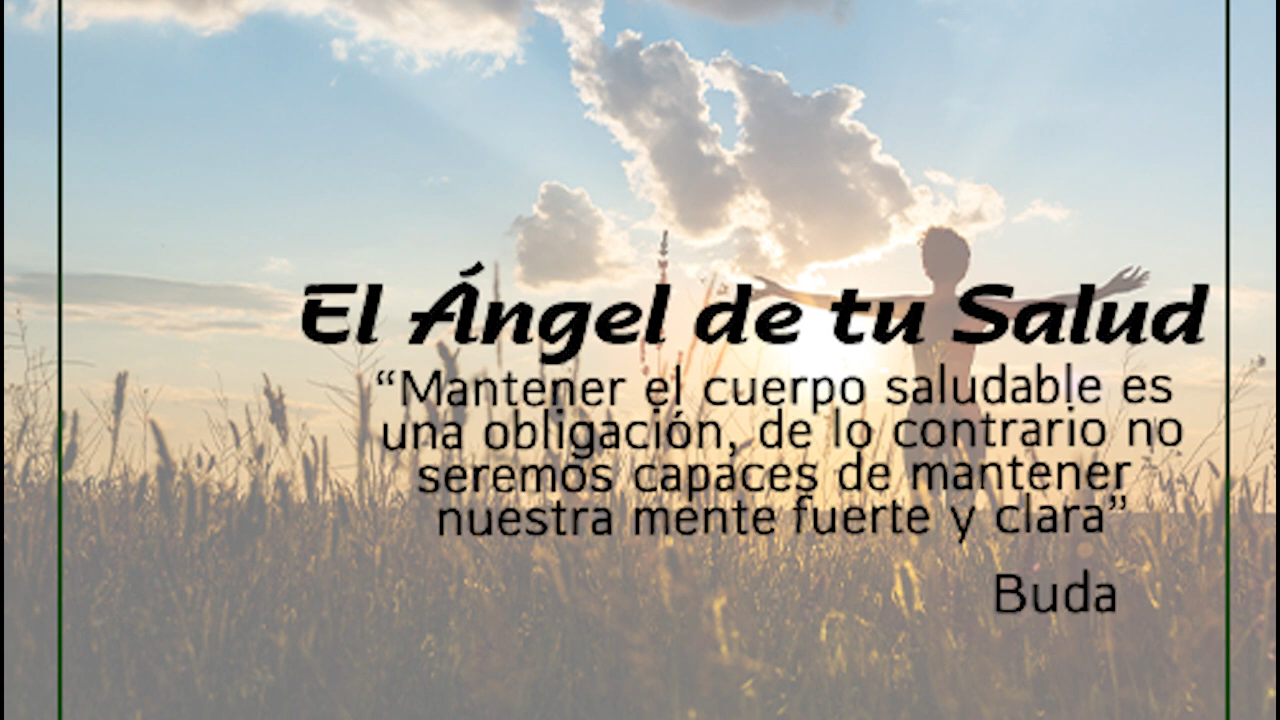 El Ángel de tu Salud
“Mantener el cuerpo saludable es
una obligación, de lo contrario no
seremos capaces de mantener
nuestra mente fuerte y clara”
Buda